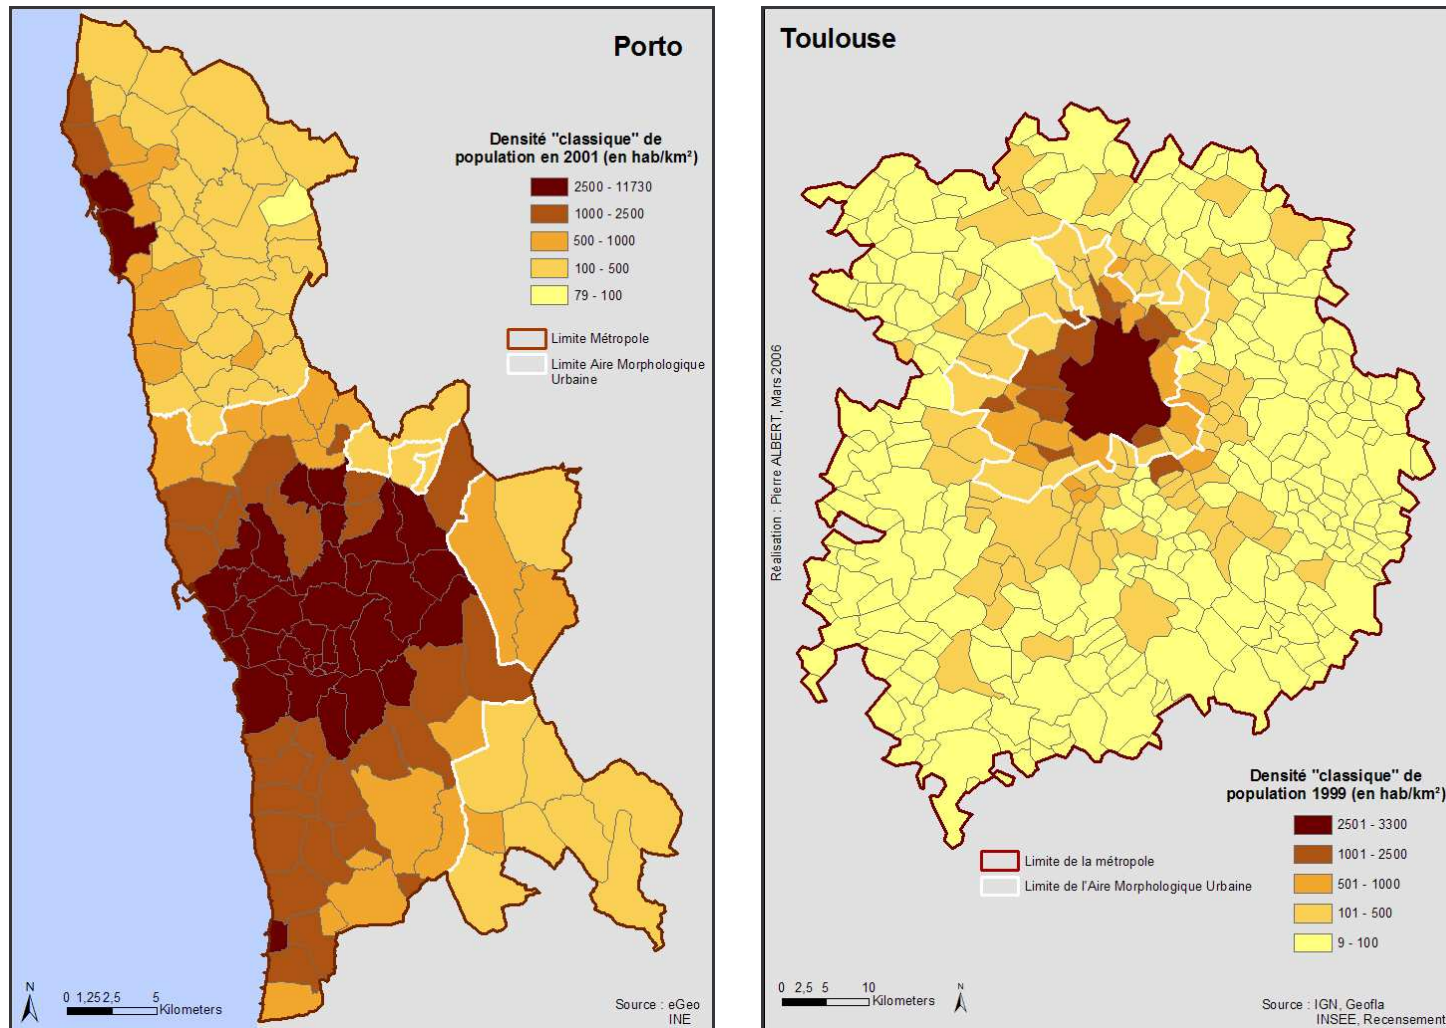 Porto
Densité "classique" de
population en 2001 (en hab/km²)
2500 - 11730
1000 - 2500
500 - 1000
100 - 500
79 - 100
Limite Métropole
Limite Aire Morphologique
Urbaine
N
0 1,25 2,5 5
Kilometers
Source : eGeo
INE
Toulouse
Réalisation : Pierre ALBERT, Mars 2006
Densité "classique" de
population 1999 (en hab/km²)
2501 - 3300
1001 - 2500
501 - 1000
101 - 500
9 - 100
Limite de la métropole
Limite de l'Aire Morphologique Urbaine
0 2,5 5 10
Kilometers
N
Source : IGN, Geofla
INSEE, Recensement